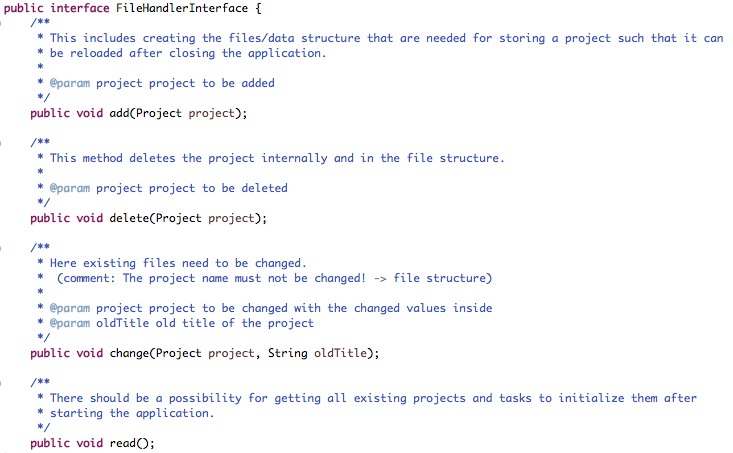 public interface FileHandlerInterface {
/**
* This includes creating the files/data structure that are needed for storing a project such that it can
* be reloaded after closing the application.
*
* @param project project to be added
*/
public void add(Project project);
/**
* This method deletes the project internally and in the file structure.
*
* @param project project to be deleted
*/
public void delete(Project project);
/**
* Here existing files need to be changed.
*  (comment: The project name must not be changed! -> file structure)
*
* @param project project to be changed with the changed values inside
* @param oldTitle old title of the project
*/
public void change(Project project, String oldTitle);
/**
* There should be a possibility for getting all existing projects and tasks to initialize them after
* starting the application.
*/
public void read();